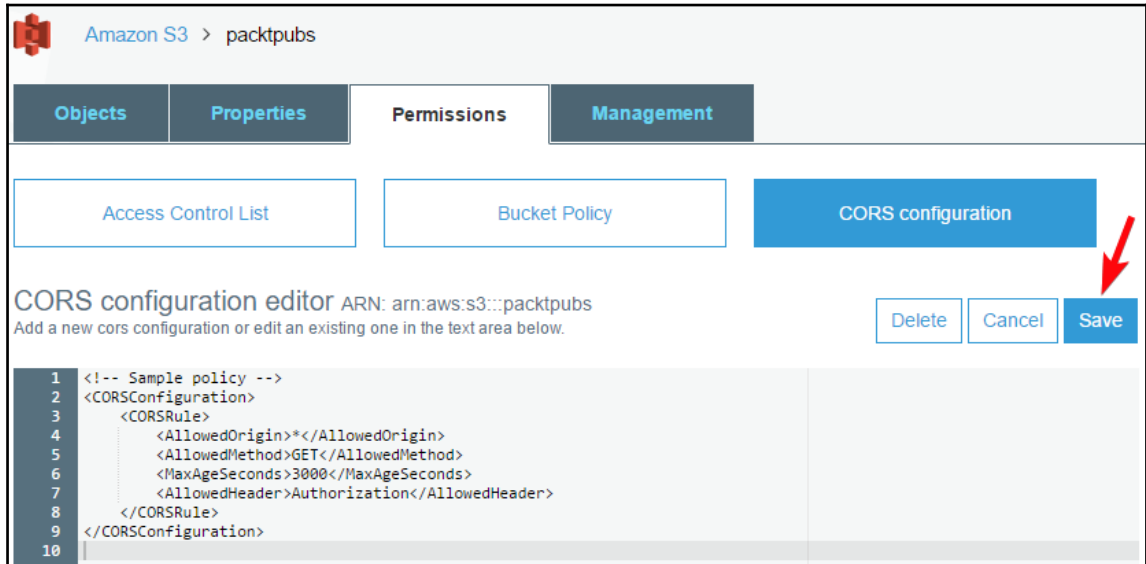 Amazon S3 > packtpubs
Objects Properties Permissions Management
Access Control List Bucket Policy CORS configuration
CORS configuration editor ARN: arn:aws:s3:::packtpubs
Add a new cors configuration or edit an existing one in the text area below.
Delete Cancel Save
1 <!-- Sample policy -->
2 <CORSConfiguration>
3     <CORSRule>
4         <AllowedOrigin>*</AllowedOrigin>
5         <AllowedMethod>GET</AllowedMethod>
6         <MaxAgeSeconds>3000</MaxAgeSeconds>
7         <AllowedHeader>Authorization</AllowedHeader>
8     </CORSRule>
9 </CORSConfiguration>
10